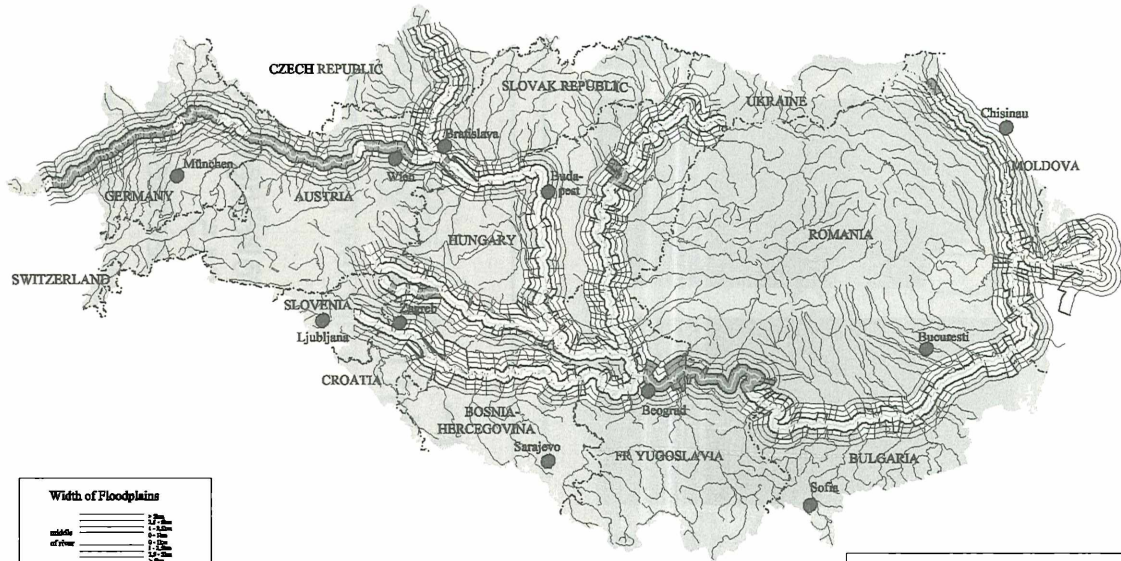 CZECH REPUBLIC
SLOVAK REPUBLIC
UKRAINE
Chisinau
MOLDOVA
Bratislava
München
Wien
Buda-
pest
GERMANY
AUSTRIA
HUNGARY
ROMANIA
SWITZERLAND
SLOVENIA
Zagreb
Ljubljana
Bucuresti
CROATIA
Beograd
BOSNIA-
HERCEGOVINA
Sarajevo
FR YUGOSLAVIA
BULGARIA
Sofia
Width of Floodplains
middle
of river